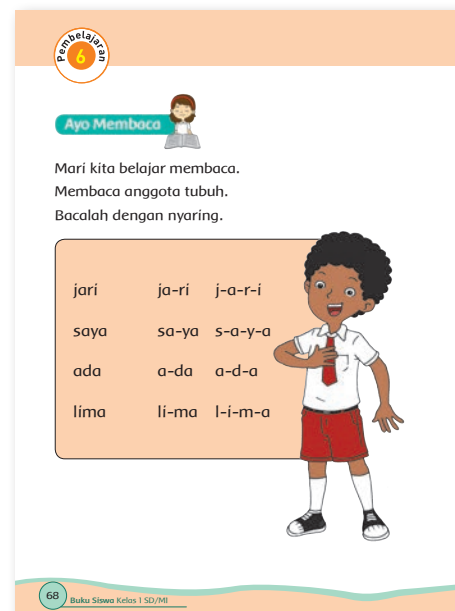 Pembelajaran
6
Ayo Membaca
Mari kita belajar membaca.
Membaca anggota tubuh.
Bacalah dengan nyaring.
jari ja-ri j-a-r-i
saya sa-ya s-a-y-a
ada a-da a-d-a
lima li-ma l-i-m-a
68 Buku Siswa Kelas I SD/MI